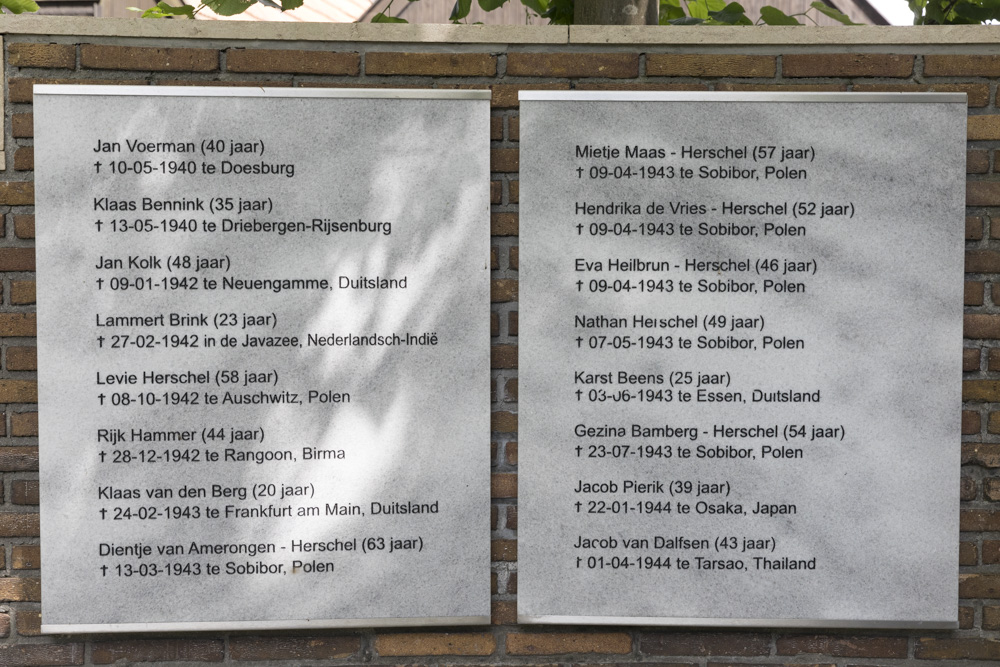 Jan Voerman (40 jaar)
✝ 10-05-1940 te Doesburg
Klaas Bennink (35 jaar)
✝ 13-05-1940 te Driebergen-Rijsenburg
Jan Kolk (48 jaar)
✝ 09-01-1942 te Neuengamme, Duitsland
Lammert Brink (23 jaar)
✝ 27-02-1942 in de Javazee, Nederlandsch-Indië
Levie Herschel (58 jaar)
✝ 08-10-1942 te Auschwitz, Polen
Rijk Hammer (44 jaar)
✝ 28-12-1942 te Rangoon, Birma
Klaas van den Berg (20 jaar)
✝ 24-02-1943 te Frankfurt am Main, Duitsland
Dientje van Amerongen - Herschel (63 jaar)
✝ 13-03-1943 te Sobibor, Polen
Mietje Maas - Herschel (57 jaar)
✝ 09-04-1943 te Sobibor, Polen
Hendrika de Vries - Herschel (52 jaar)
✝ 09-04-1943 te Sobibor, Polen
Eva Heilbrun - Herschel (46 jaar)
✝ 09-04-1943 te Sobibor, Polen
Nathan Herschel (49 jaar)
✝ 07-05-1943 te Sobibor, Polen
Karst Beens (25 jaar)
✝ 03-06-1943 te Essen, Duitsland
Gezina Bamberg - Herschel (54 jaar)
✝ 23-07-1943 te Sobibor, Polen
Jacob Pierik (39 jaar)
✝ 22-01-1944 te Osaka, Japan
Jacob van Dalfsen (43 jaar)
✝ 01-04-1944 te Tarsao, Thailand